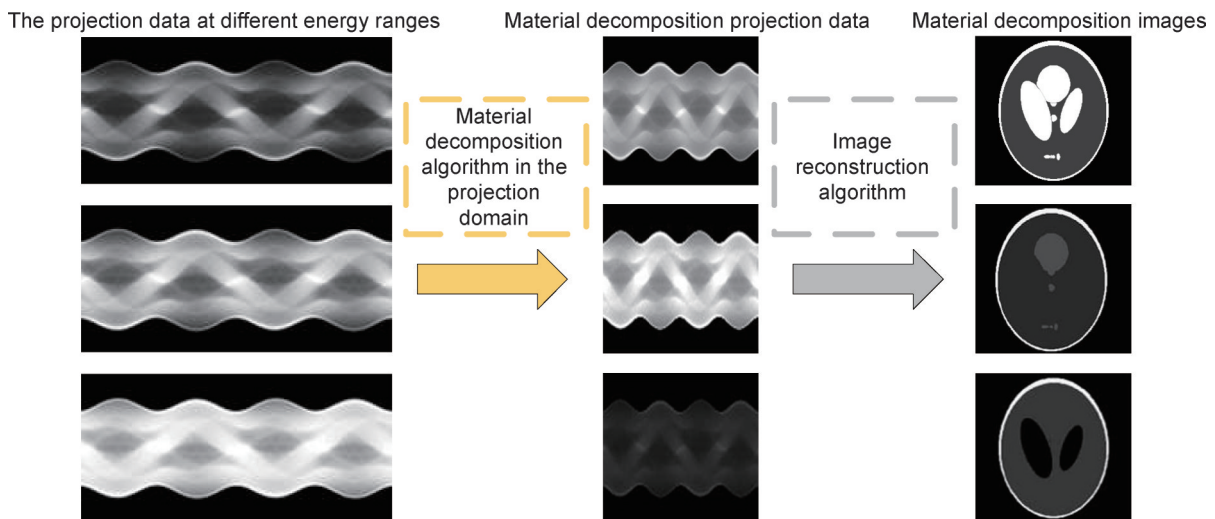 The projection data at different energy ranges
Material decomposition projection data
Material decomposition images
Material
decomposition
algorithm in the
projection
domain
Image
reconstruction
algorithm